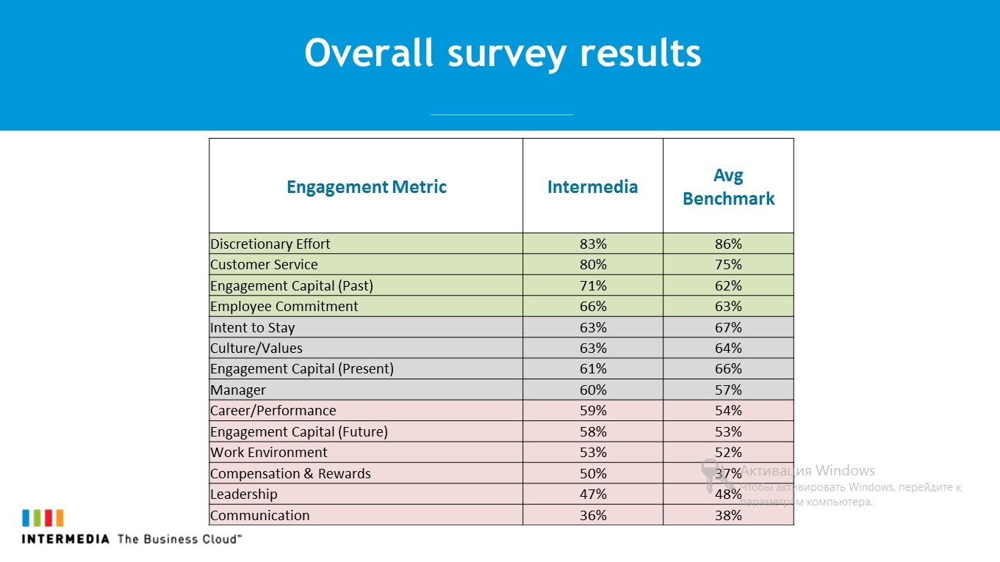 Overall survey results
Engagement Metric Intermedia Avg Benchmark
Discretionary Effort 83% 86%
Customer Service 80% 75%
Engagement Capital (Past) 71% 62%
Employee Commitment 66% 63%
Intent to Stay 63% 67%
Culture/Values 63% 64%
Engagement Capital (Present) 61% 66%
Manager 60% 57%
Career/Performance 59% 54%
Engagement Capital (Future) 58% 53%
Work Environment 53% 52%
Compensation & Rewards 50% 37%
Leadership 47% 48%
Communication 36% 38%
Активация Windows
Чтобы активировать Windows, перейдите к
параметрам компьютера.
INTERMEDIA The Business Cloud™